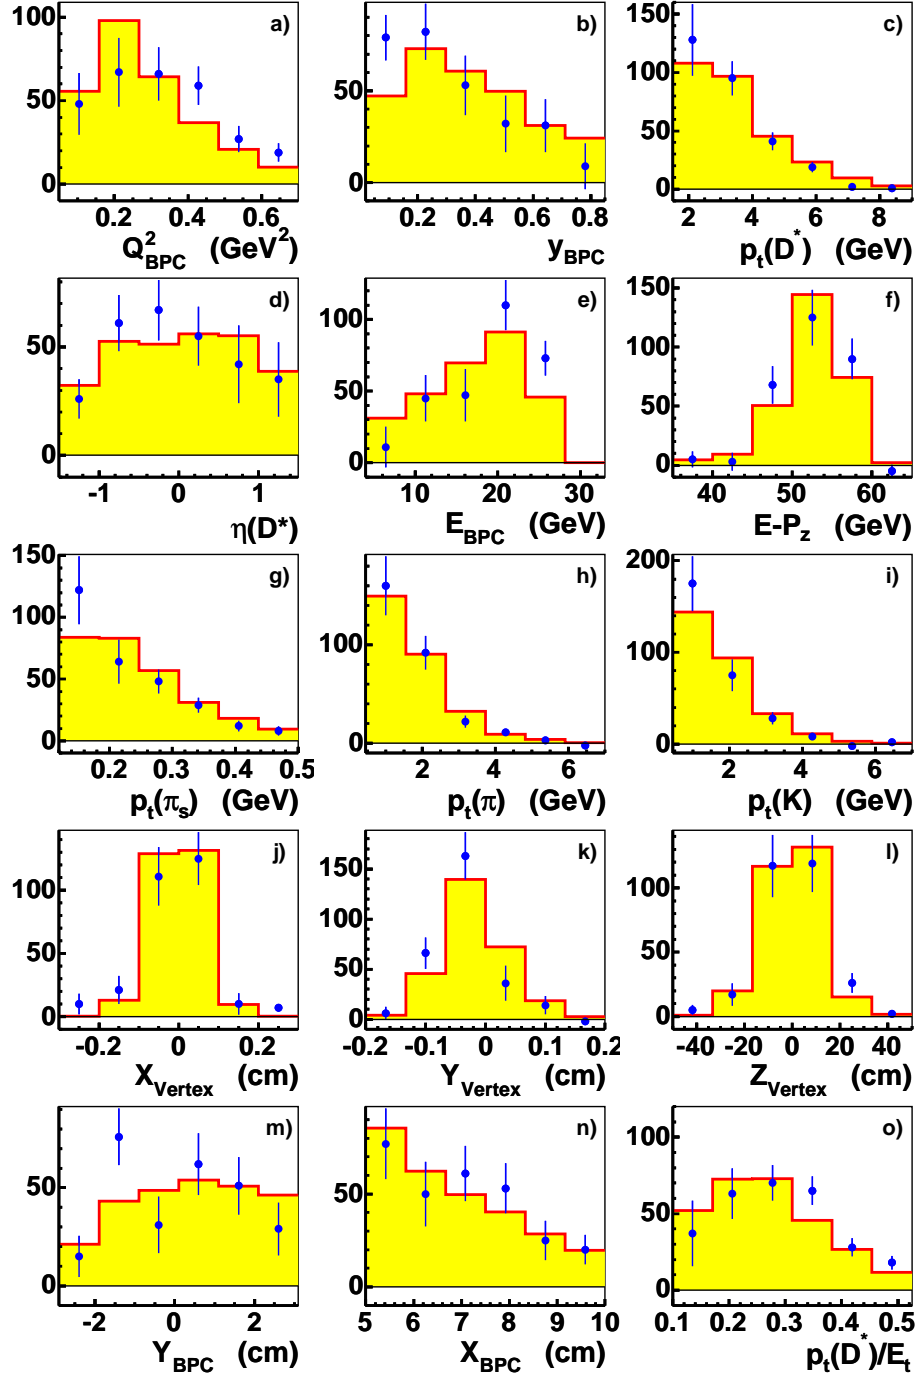 a) b) c)
100 150
50 50 100
50
0 0 0
0.2 0.4 0.6 0 0.2 0.4 0.6 0.8 2 4 6 8
Q²BPC (GeV²) yBPC pt(D*) (GeV)
d) e) f)
50 100 150
100
50 50
0 0 0
-1 0 1 10 20 30 40 50 60
η(D*) EBPC (GeV) E-Pz (GeV)
g) h) i)
150 200
100 100 100
50
0 0 0
0.2 0.3 0.4 0.5 2 4 6 2 4 6
pt(πs) (GeV) pt(π) (GeV) pt(K) (GeV)
j) k) l)
150
100 100 100
50
0 0 0
-0.2 0 0.2 -0.2 -0.1 0 0.1 0.2 -40 -20 0 20 40
XVertex (cm) YVertex (cm) ZVertex (cm)
m) n) o)
100
50 50 50
0 0 0
-2 0 2 5 6 7 8 9 10 0.1 0.2 0.3 0.4 0.5
YBPC (cm) XBPC (cm) pt(D*)/Et